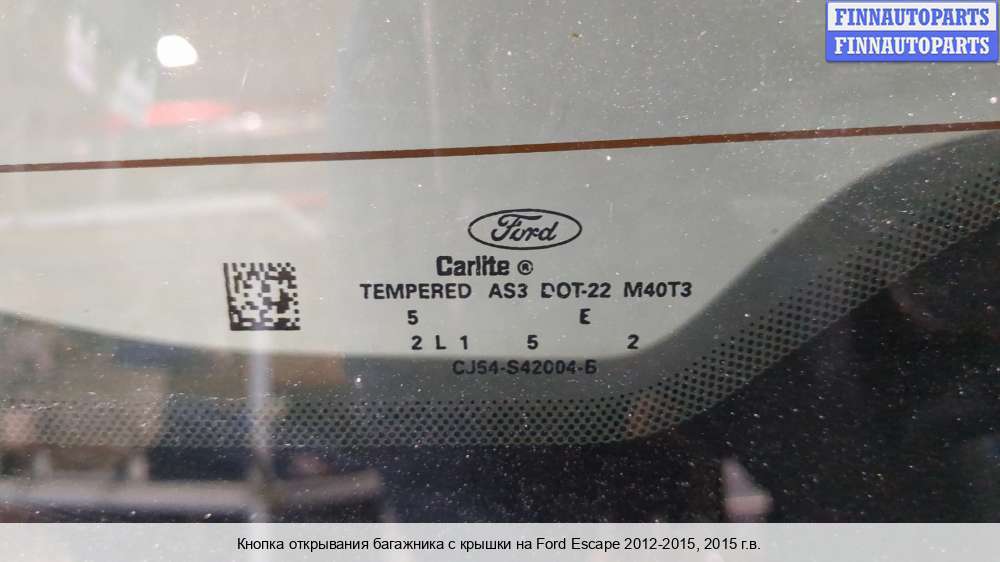 FINNAUTOPARTS
FINNAUTOPARTS
Ford
Carlite ®
TEMPERED AS3 DOT-22 M40T3
5 E
2 L 1 5 2
CJ54-S42004-B
Кнопка открывания багажника с крышки на Ford Escape 2012-2015, 2015 г.в.